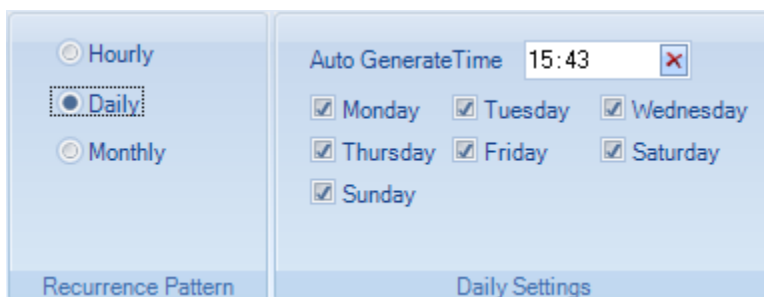 Hourly
Daily
Monthly
Recurrence Pattern
Auto GenerateTime 15:43
Monday Tuesday Wednesday
Thursday Friday Saturday
Sunday
Daily Settings